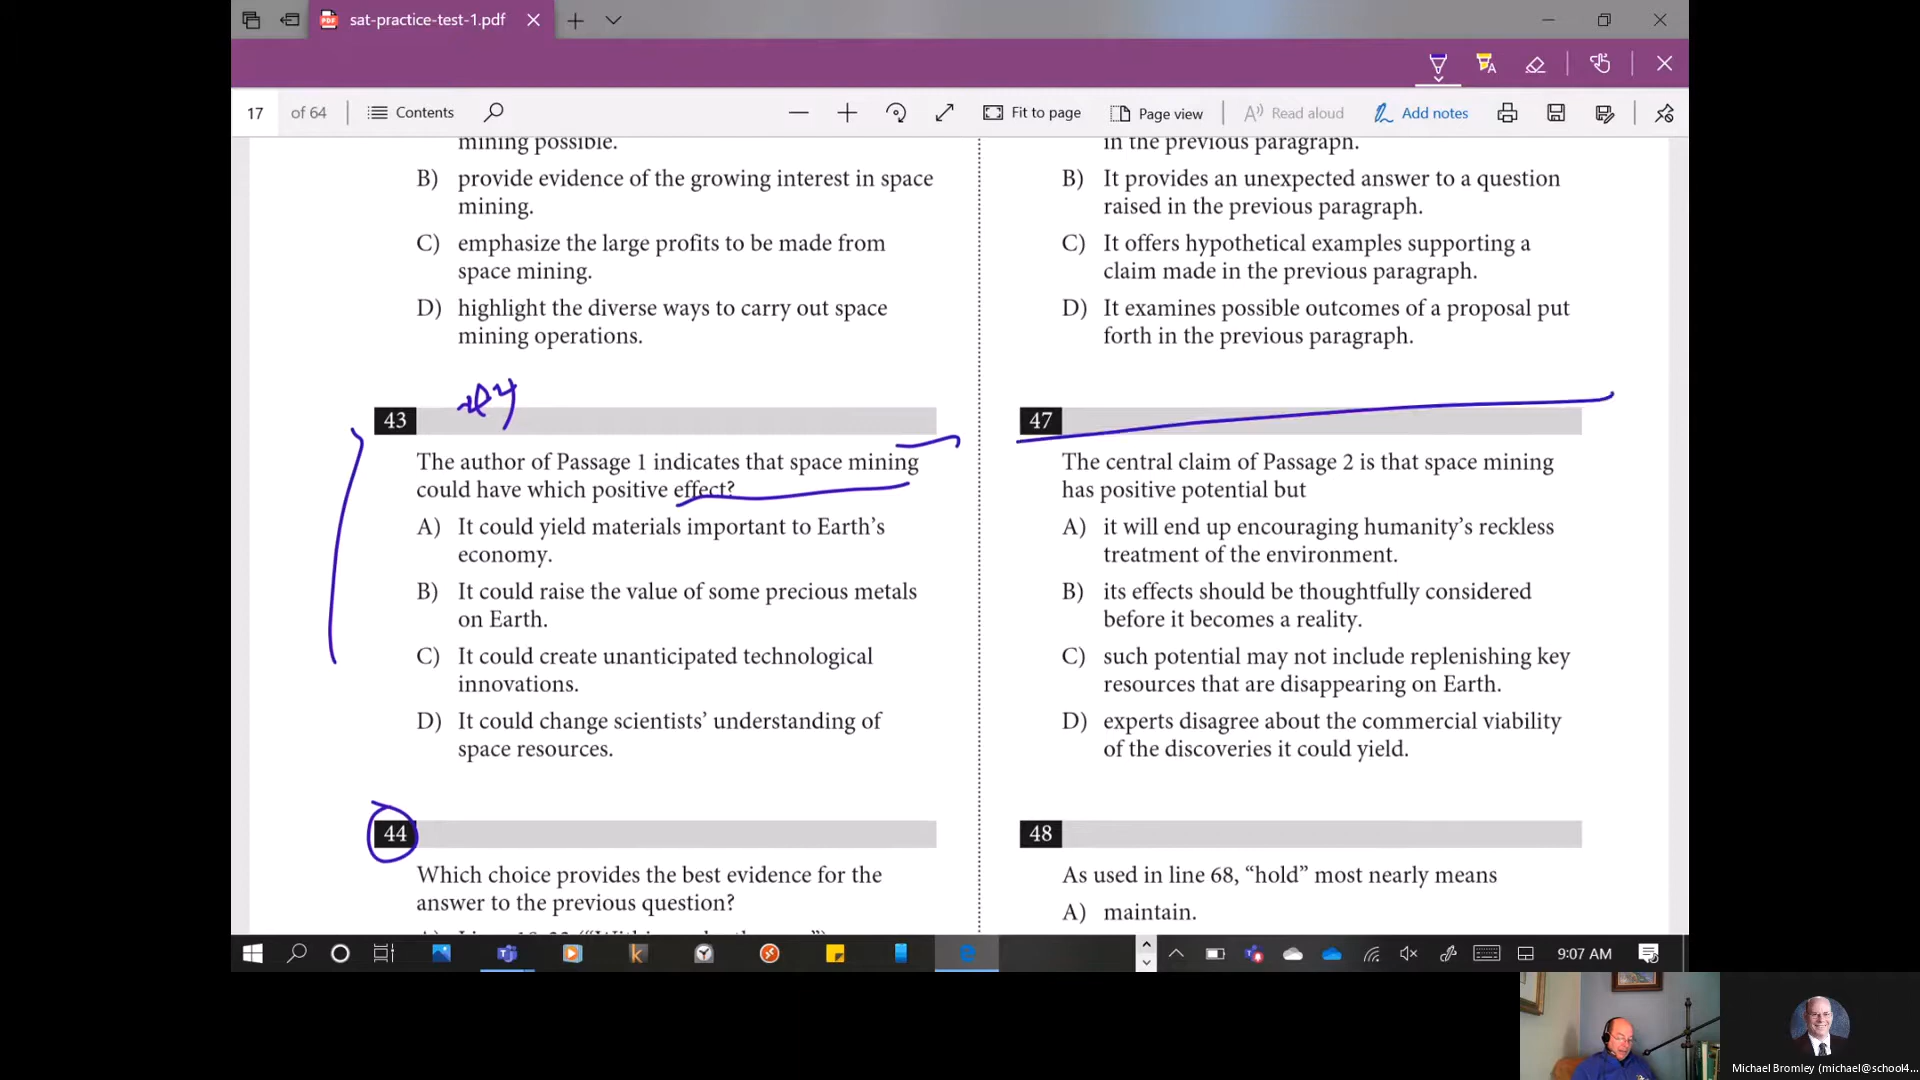 sat-practice-test-1.pdf
17 of 64
Contents
Fit to page
Page view
Read aloud
Add notes
mining possible.
B) provide evidence of the growing interest in space
mining.
C) emphasize the large profits to be made from
space mining.
D) highlight the diverse ways to carry out space
mining operations.
43
The author of Passage 1 indicates that space mining
could have which positive effect?
A) It could yield materials important to Earth's
economy.
B) It could raise the value of some precious metals
on Earth.
C) It could create unanticipated technological
innovations.
D) It could change scientists' understanding of
space resources.
44
Which choice provides the best evidence for the
answer to the previous question?
in the previous paragraph.
B) It provides an unexpected answer to a question
raised in the previous paragraph.
C) It offers hypothetical examples supporting a
claim made in the previous paragraph.
D) It examines possible outcomes of a proposal put
forth in the previous paragraph.
47
The central claim of Passage 2 is that space mining
has positive potential but
A) it will end up encouraging humanity's reckless
treatment of the environment.
B) its effects should be thoughtfully considered
before it becomes a reality.
C) such potential may not include replenishing key
resources that are disappearing on Earth.
D) experts disagree about the commercial viability
of the discoveries it could yield.
48
As used in line 68, “hold” most nearly means
A) maintain.
9:07 AM
Michael Bromley (michael@school4...